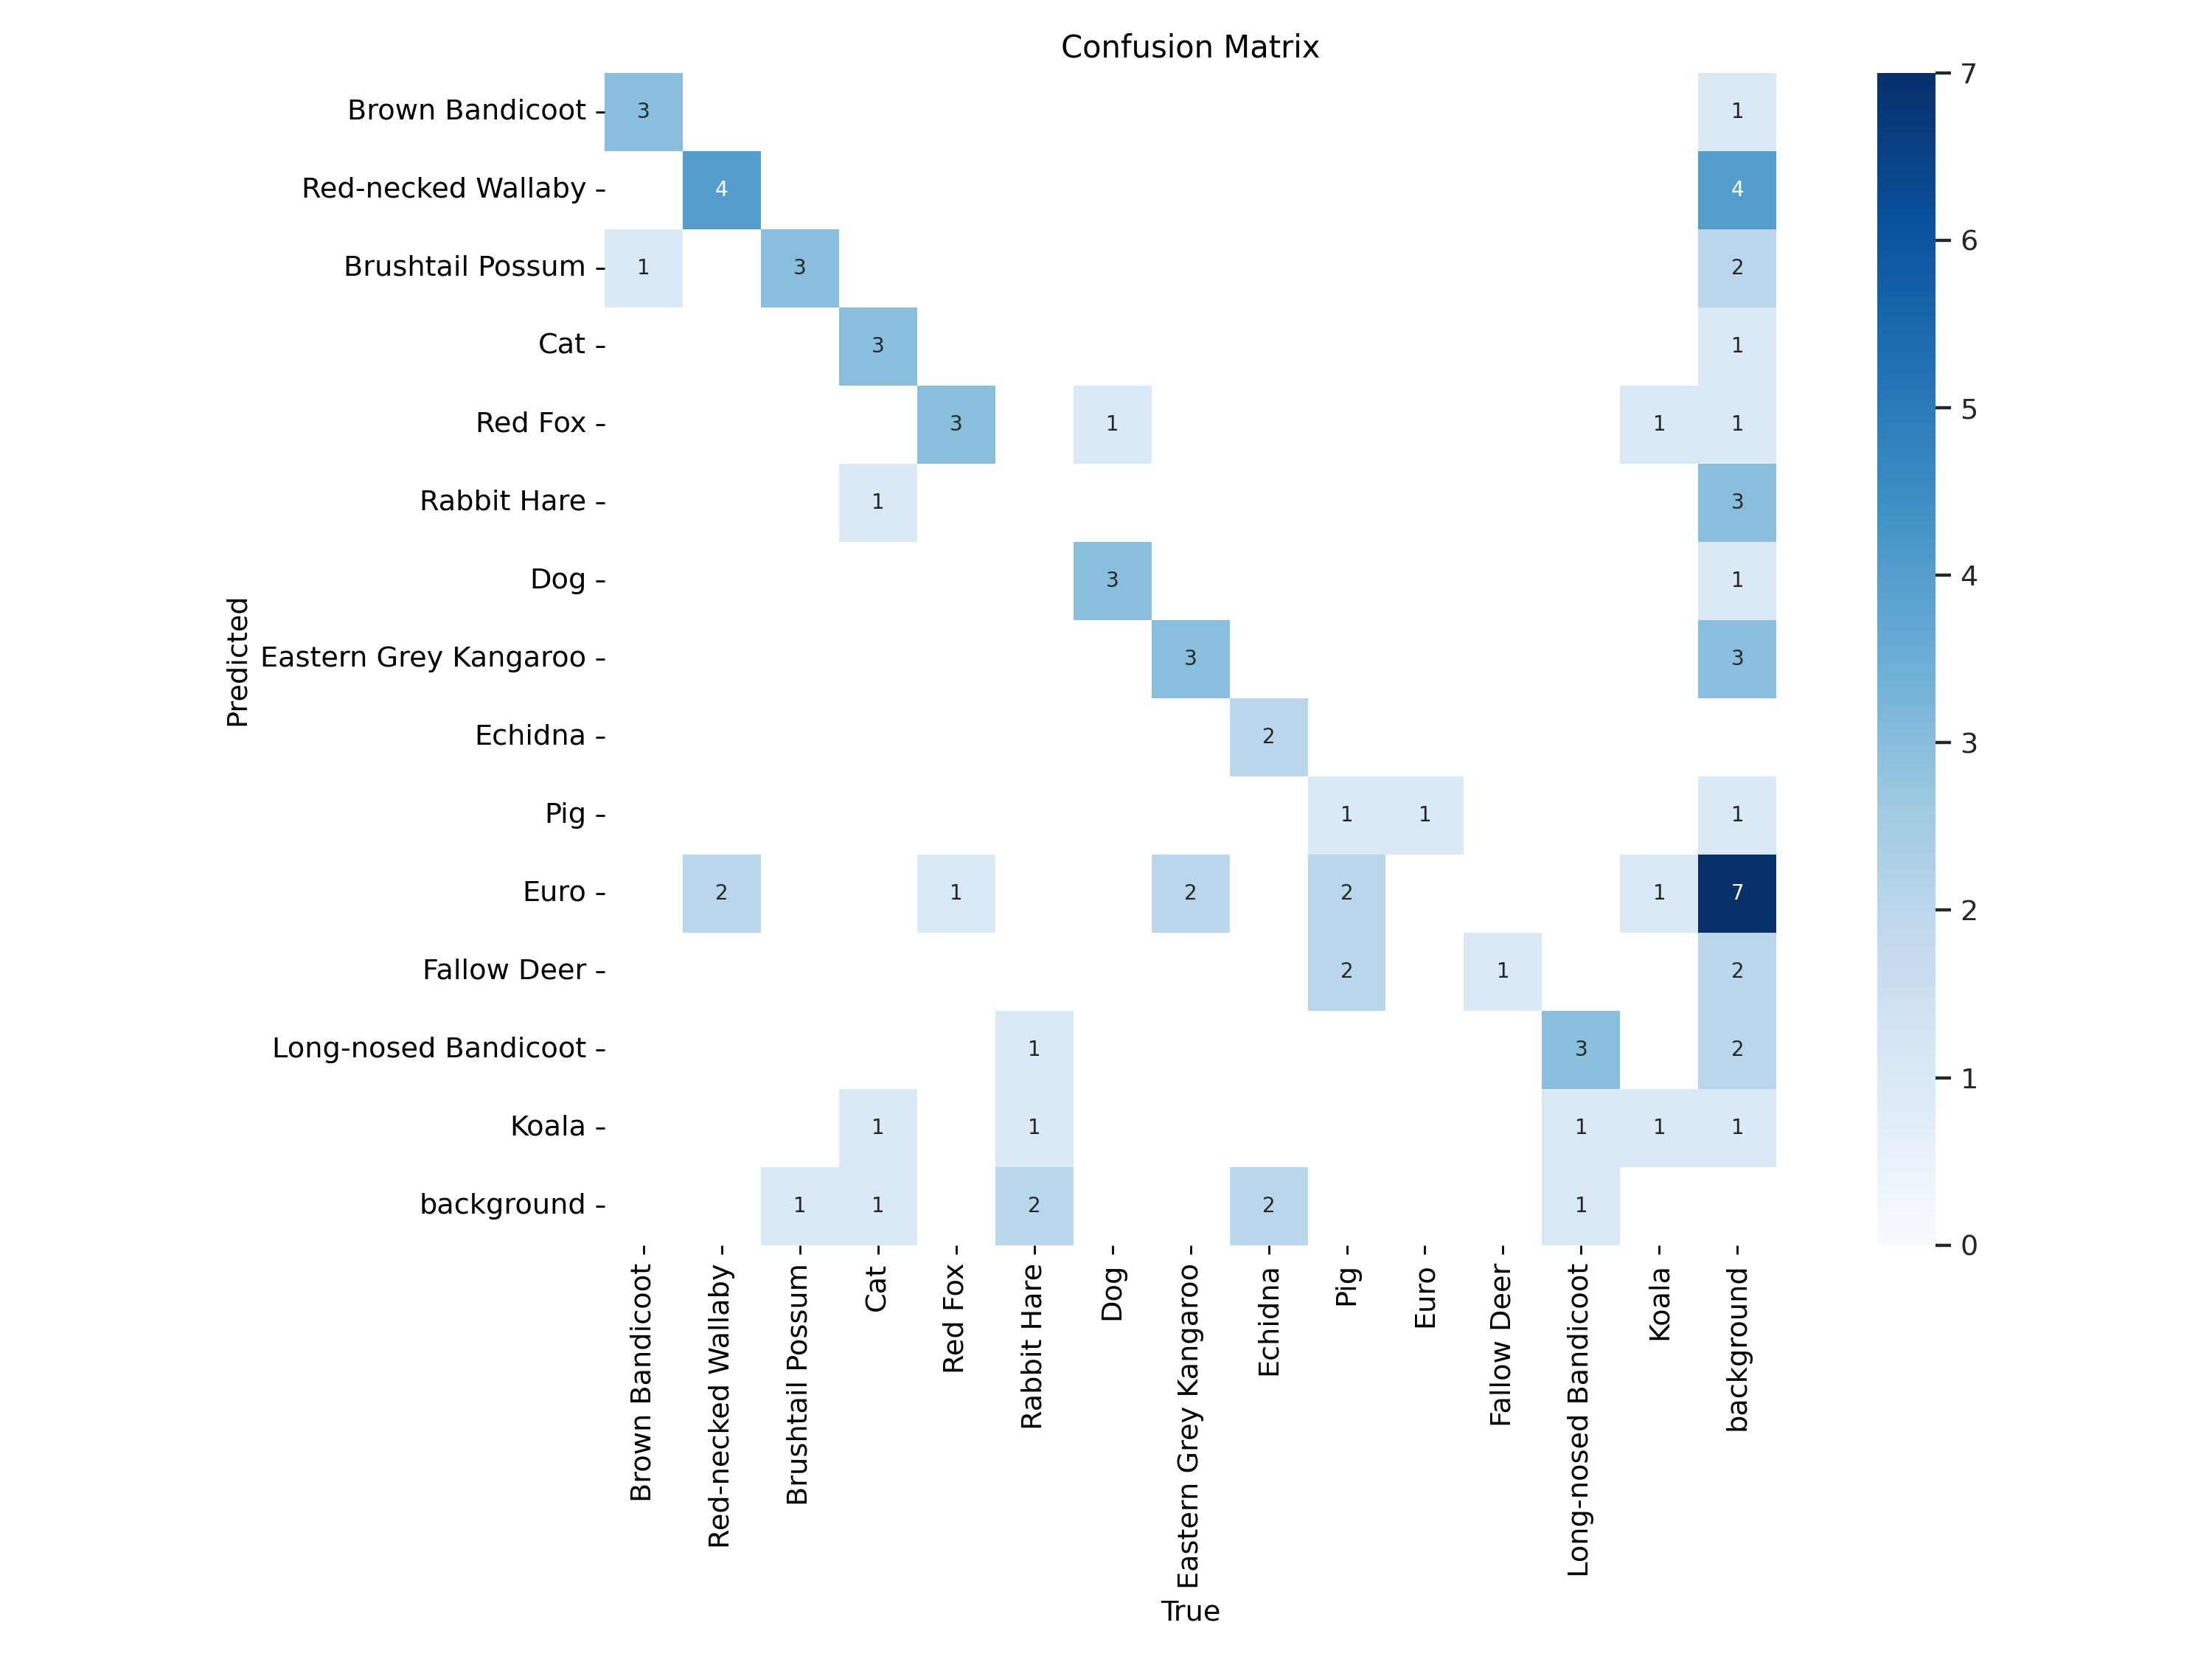 Confusion Matrix
Predicted
Brown Bandicoot 3 1
Red-necked Wallaby 4 4
Brushtail Possum 1 3 2
Cat 3 1
Red Fox 3 1 1 1
Rabbit Hare 1 3
Dog 3 1
Eastern Grey Kangaroo 3 3
Echidna 2
Pig 1 1 1
Euro 2 1 2 2 1 7
Fallow Deer 2 1 2
Long-nosed Bandicoot 1 3 2
Koala 1 1 1 1 1
background 1 1 2 2 1
Brown Bandicoot
Red-necked Wallaby
Brushtail Possum
Cat
Red Fox
Rabbit Hare
Dog
Eastern Grey Kangaroo
Echidna
Pig
Euro
Fallow Deer
Long-nosed Bandicoot
Koala
background
True
7
6
5
4
3
2
1
0